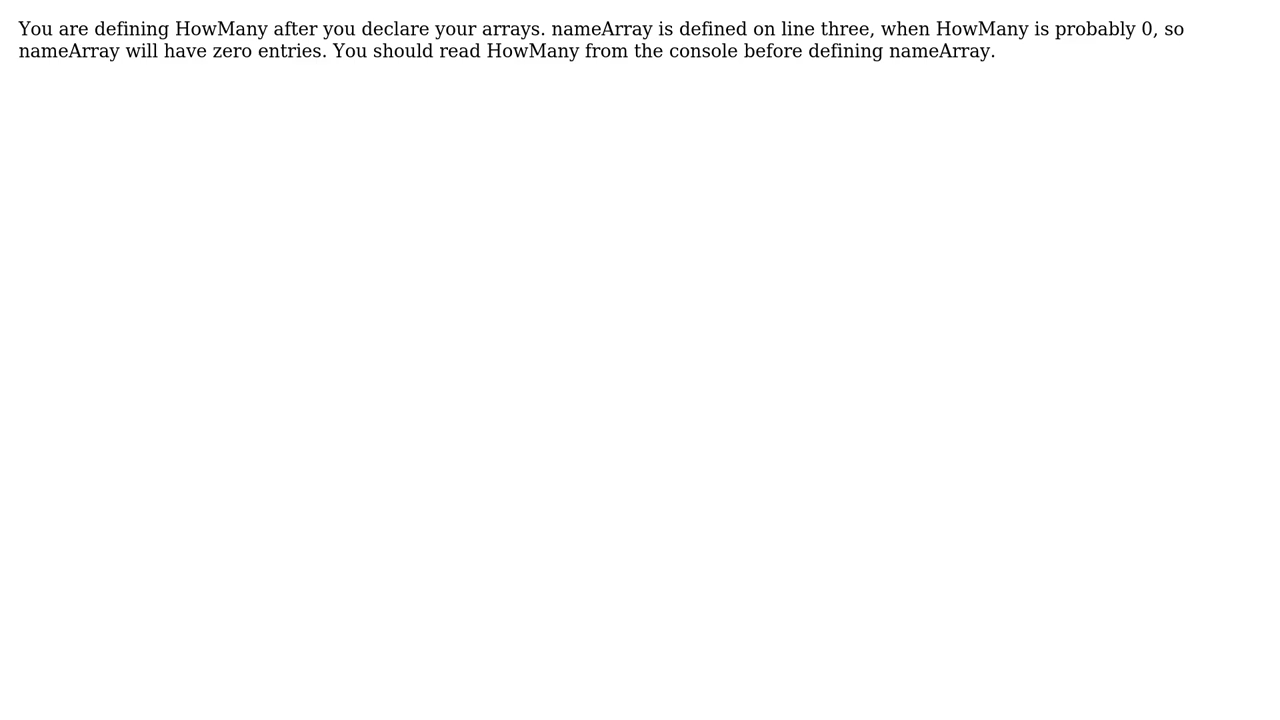 You are defining HowMany after you declare your arrays. nameArray is defined on line three, when HowMany is probably 0, so
nameArray will have zero entries. You should read HowMany from the console before defining nameArray.